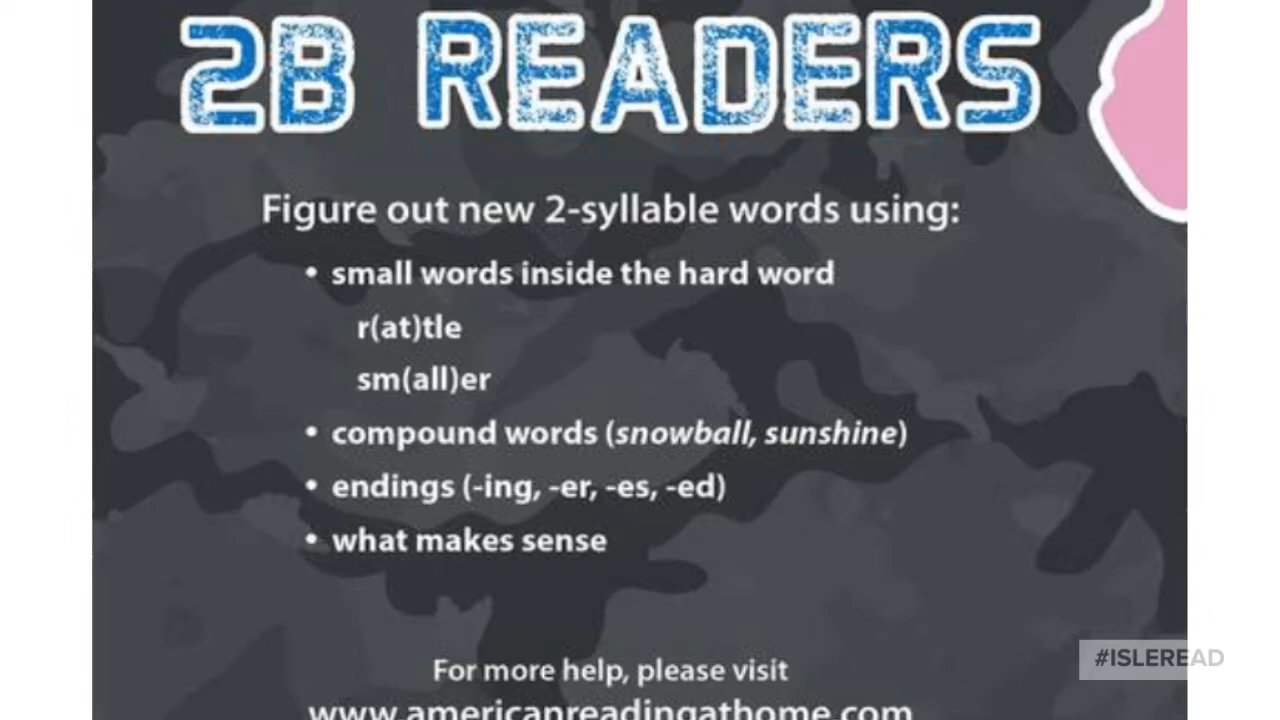 2B READERS
Figure out new 2-syllable words using:
• small words inside the hard word
r(at)tle
sm(all)er
• compound words (snowball, sunshine)
• endings (-ing, -er, -es, -ed)
• what makes sense
For more help, please visit
www.americanreadingathome.com
#ISLEREAD